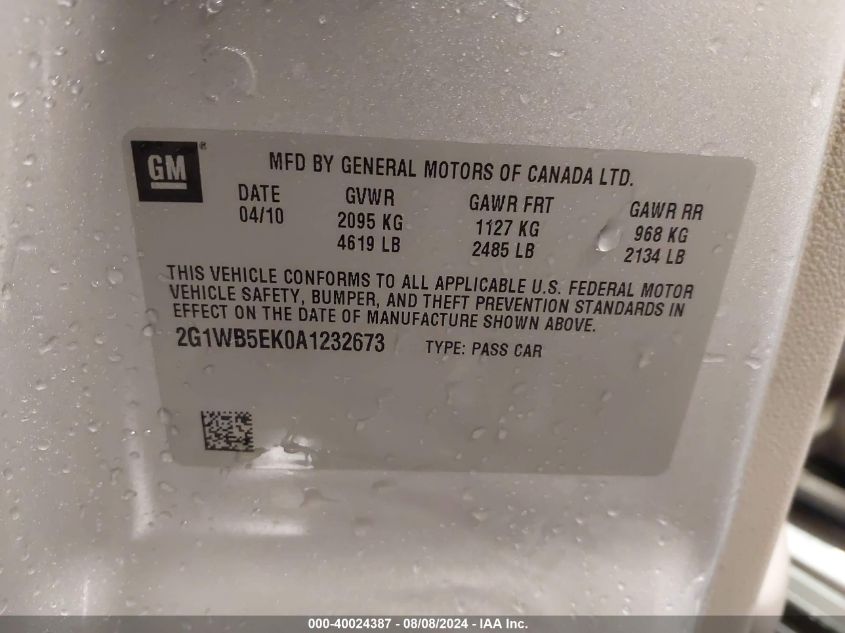 GM ®
MFD BY GENERAL MOTORS OF CANADA LTD.
DATE GVWR GAWR FRT GAWR RR
04/10 2095 KG 1127 KG 968 KG
4619 LB 2485 LB 2134 LB
THIS VEHICLE CONFORMS TO ALL APPLICABLE U.S. FEDERAL MOTOR
VEHICLE SAFETY, BUMPER, AND THEFT PREVENTION STANDARDS IN
EFFECT ON THE DATE OF MANUFACTURE SHOWN ABOVE.
2G1WB5EK0A1232673 TYPE: PASS CAR
000-40024387 - 08/08/2024 - IAA Inc.